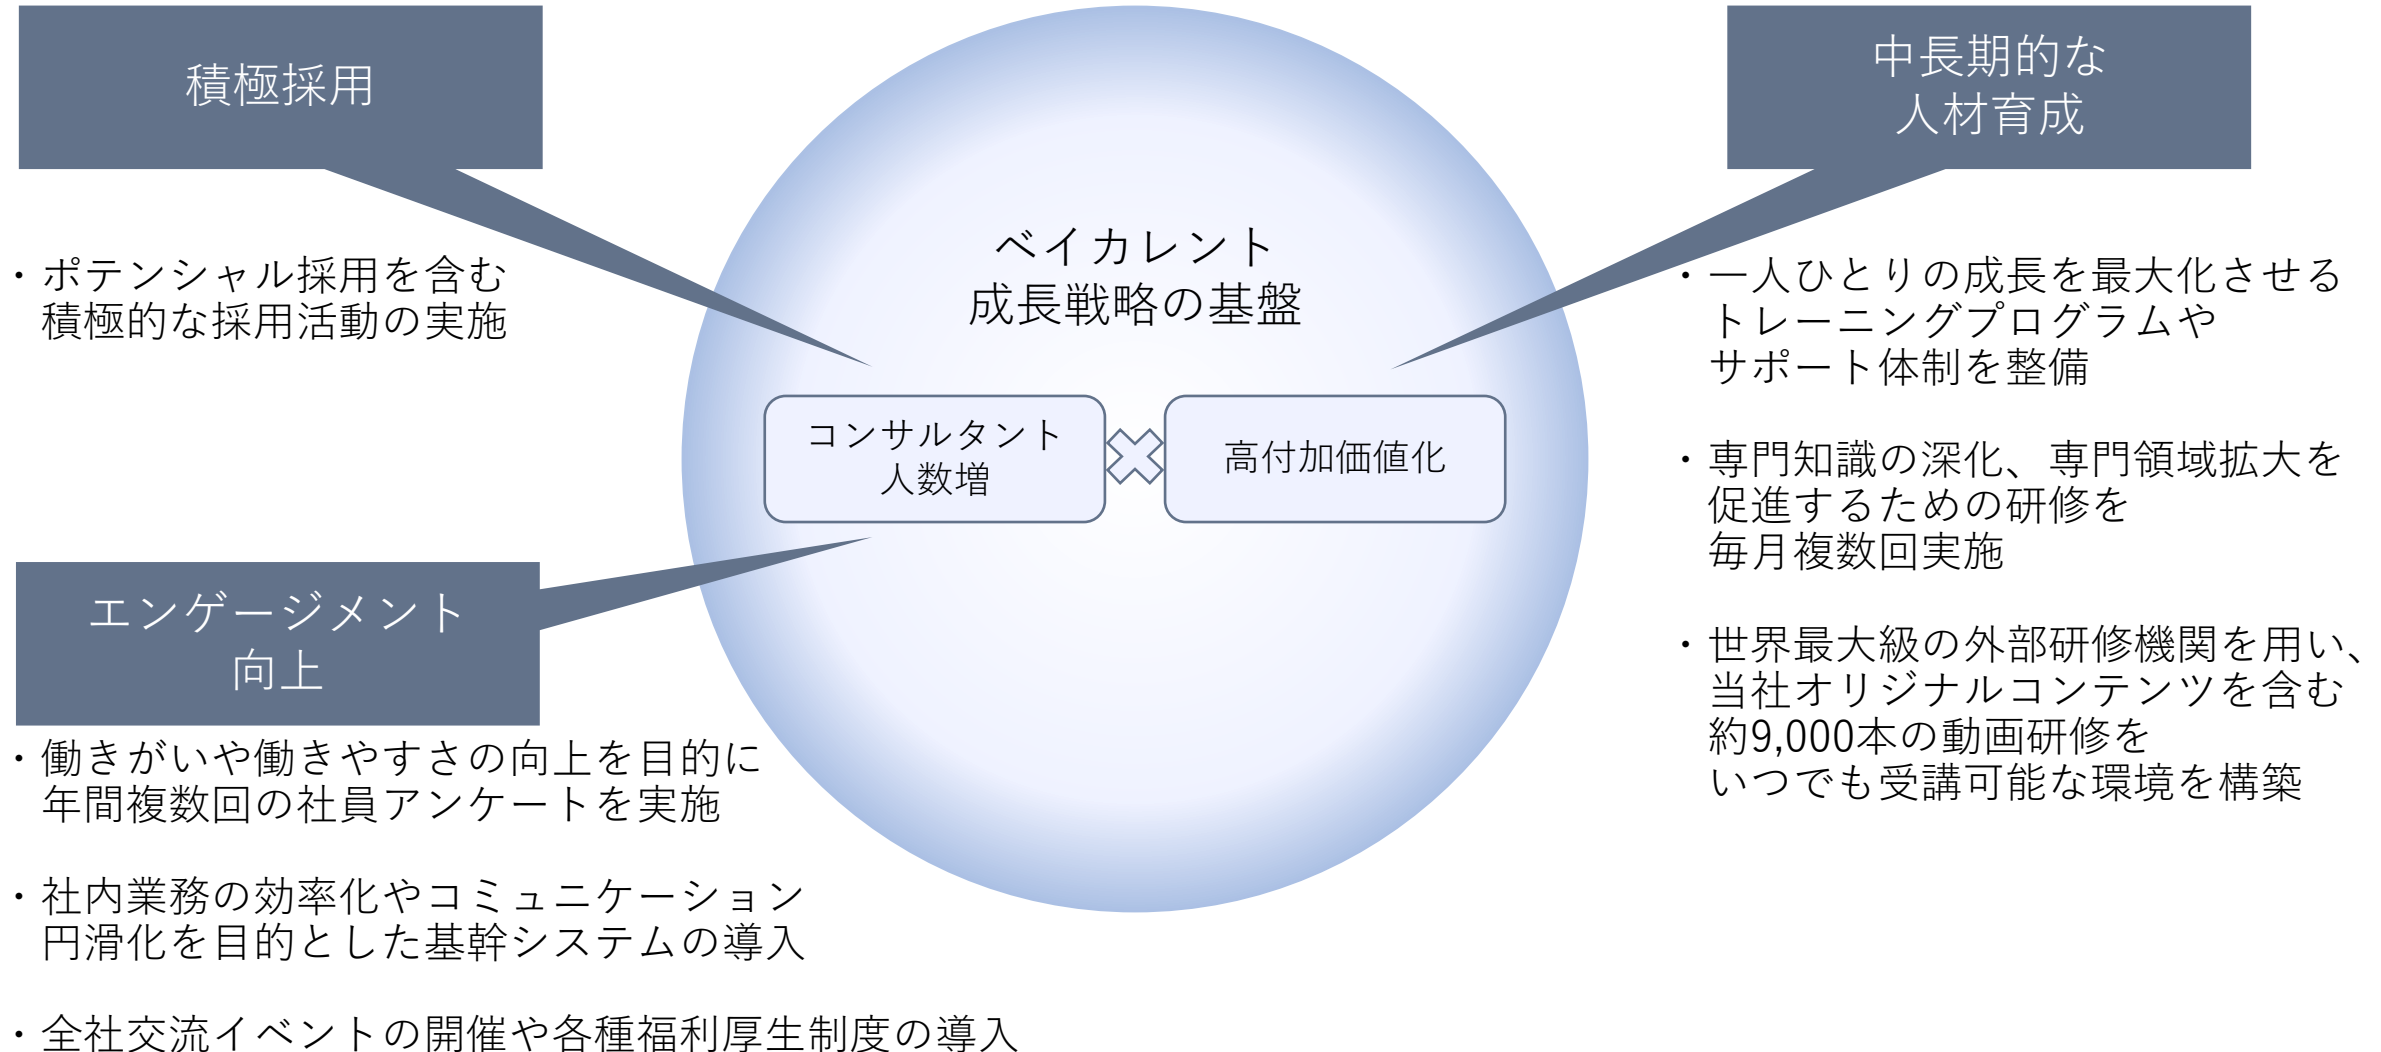 積極採用
・ポテンシャル採用を含む
積極的な採用活動の実施
エンゲージメント
向上
・働きがいや働きやすさの向上を目的に
年間複数回の社員アンケートを実施
・社内業務の効率化やコミュニケーション
円滑化を目的とした基幹システムの導入
・全社交流イベントの開催や各種福利厚生制度の導入
ベイカレント
成長戦略の基盤
コンサルタント
人数増
高付加価値化
中長期的な
人材育成
・一人ひとりの成長を最大化させる
トレーニングプログラムや
サポート体制を整備
・専門知識の深化、専門領域拡大を
促進するための研修を
毎月複数回実施
・世界最大級の外部研修機関を用い、
当社オリジナルコンテンツを含む
約9,000本の動画研修を
いつでも受講可能な環境を構築